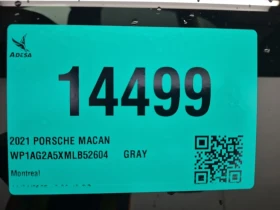 ADESA
14499
2021 PORSCHE MACAN
WP1AG2A5XMLB52604 GRAY
Montreal